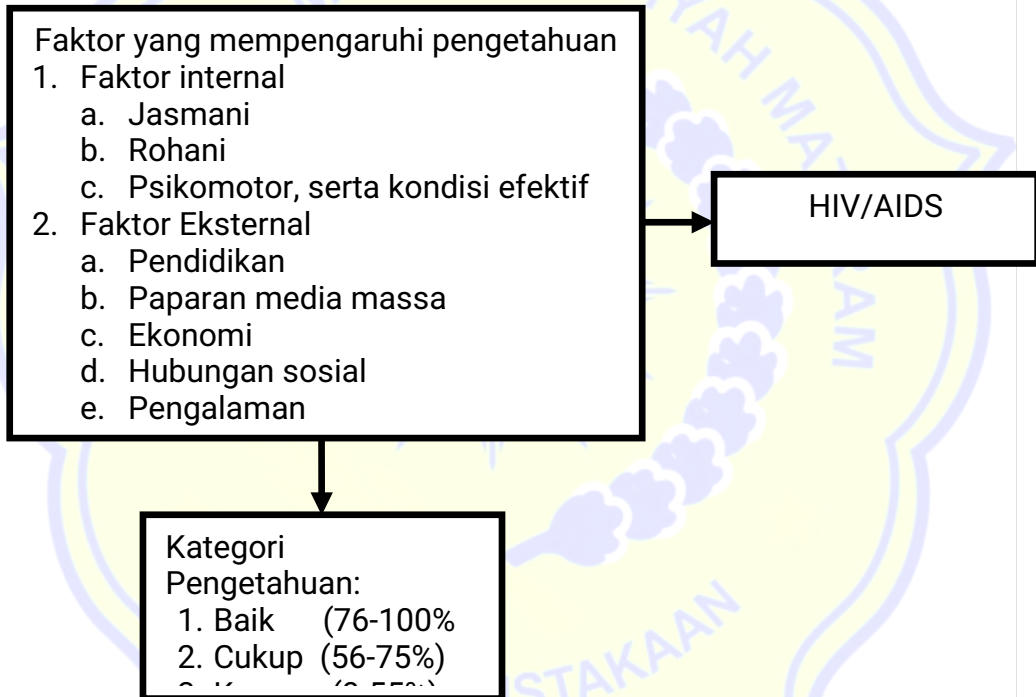 Faktor yang mempengaruhi pengetahuan
1. Faktor internal
a. Jasmani
b. Rohani
c. Psikomotor, serta kondisi efektif
2. Faktor Eksternal
a. Pendidikan
b. Paparan media massa
c. Ekonomi
d. Hubungan sosial
e. Pengalaman
HIV/AIDS
Kategori
Pengetahuan:
1. Baik (76-100%
2. Cukup (56-75%)